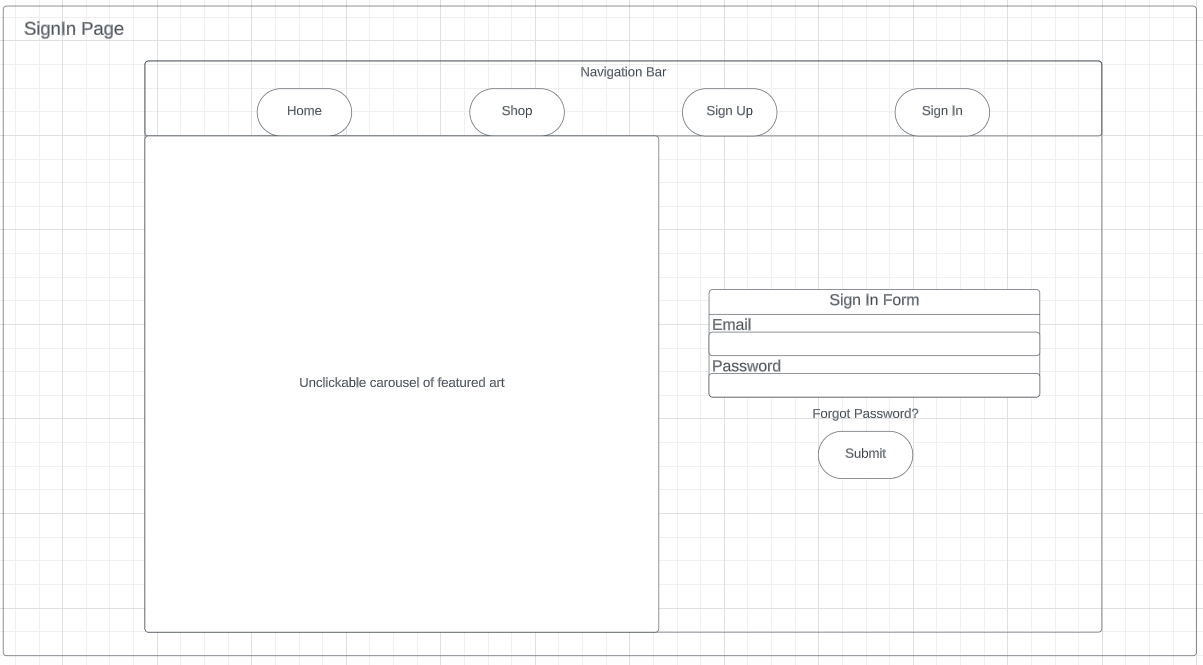 SignIn Page
Navigation Bar
Home
Shop
Sign Up
Sign In
Unclickable carousel of featured art
Sign In Form
Email
Password
Forgot Password?
Submit